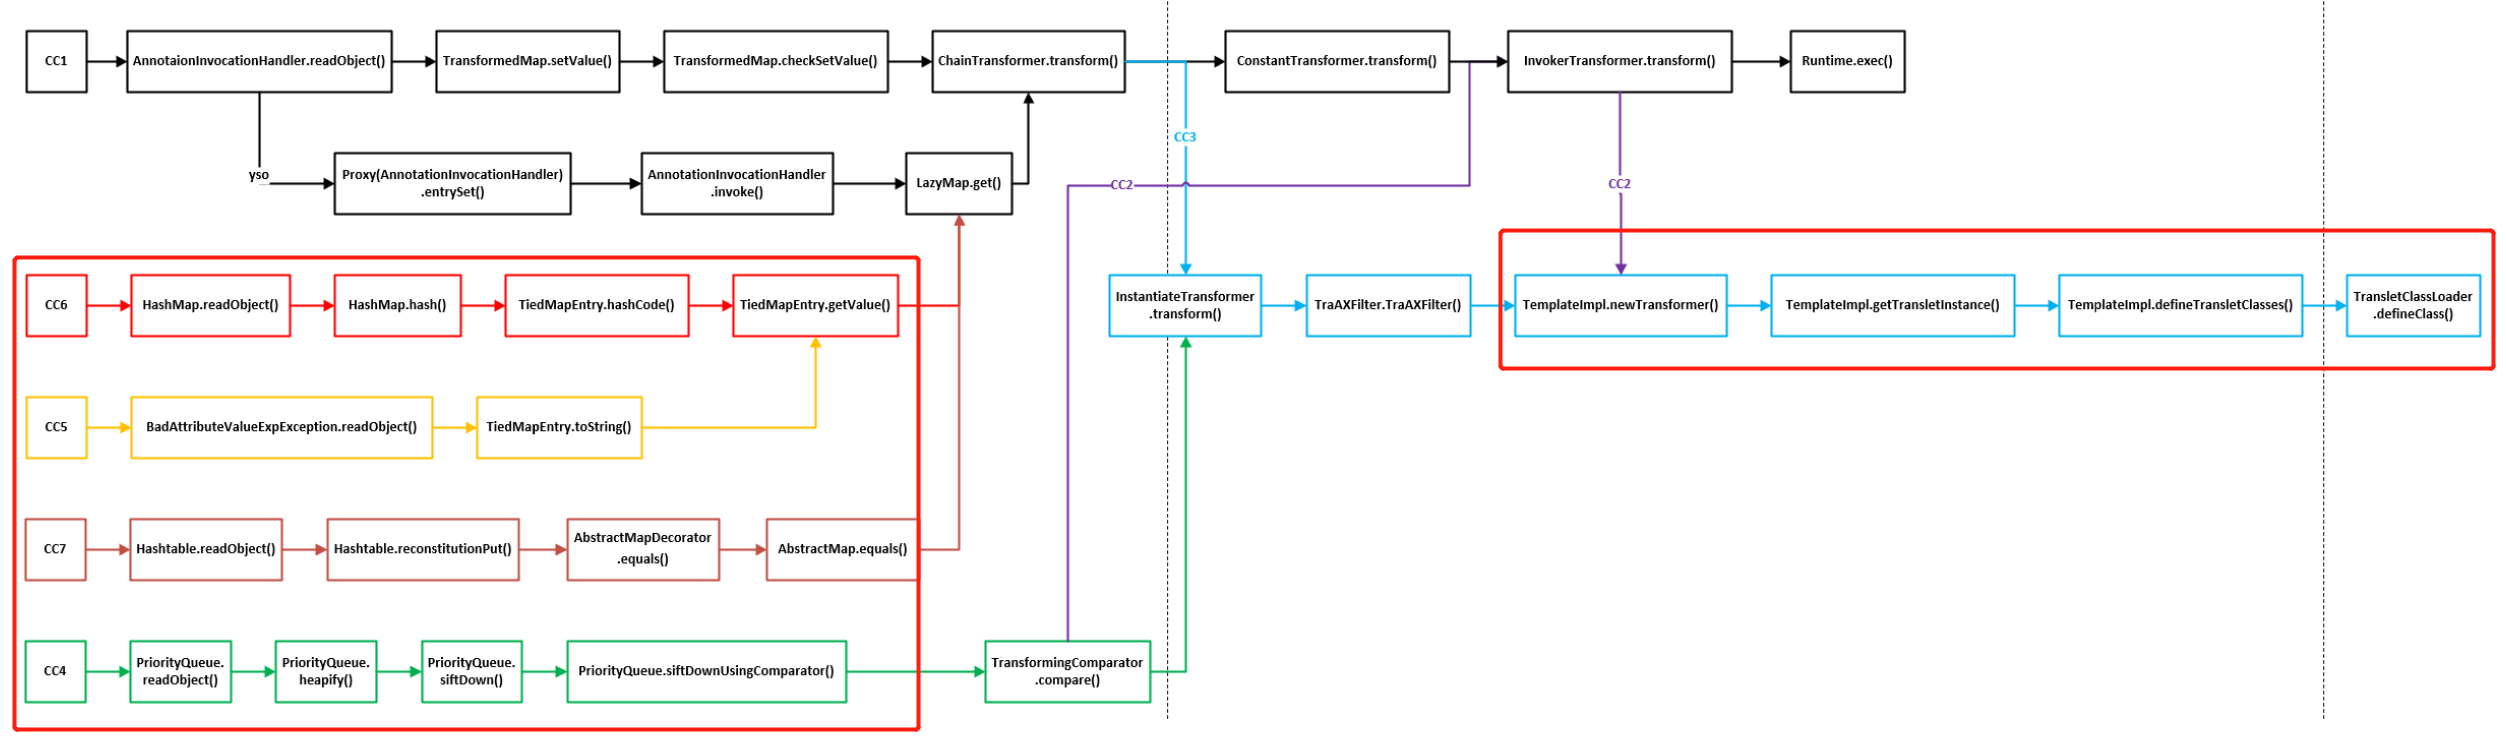 CC1
AnnotaionInvocationHandler.readObject()
TransformedMap.setValue()
TransformedMap.checkSetValue()
ChainTransformer.transform()
ConstantTransformer.transform()
InvokerTransformer.transform()
Runtime.exec()
CC3
yso
Proxy(AnnotationInvocationHandler)
.entrySet()
AnnotationInvocationHandler
.invoke()
LazyMap.get()
CC2
CC2
CC6
HashMap.readObject()
HashMap.hash()
TiedMapEntry.hashCode()
TiedMapEntry.getValue()
InstantiateTransformer
.transform()
TraAXFilter.TraAXFilter()
TemplateImpl.newTransformer()
TemplateImpl.getTransletInstance()
TemplateImpl.defineTransletClasses()
TransletClassLoader
.defineClass()
CC5
BadAttributeValueExpException.readObject()
TiedMapEntry.toString()
CC7
Hashtable.readObject()
Hashtable.reconstitutionPut()
AbstractMapDecorator
.equals()
AbstractMap.equals()
CC4
PriorityQueue.
readObject()
PriorityQueue.
heapify()
PriorityQueue.
siftDown()
PriorityQueue.siftDownUsingComparator()
TransformingComparator
.compare()